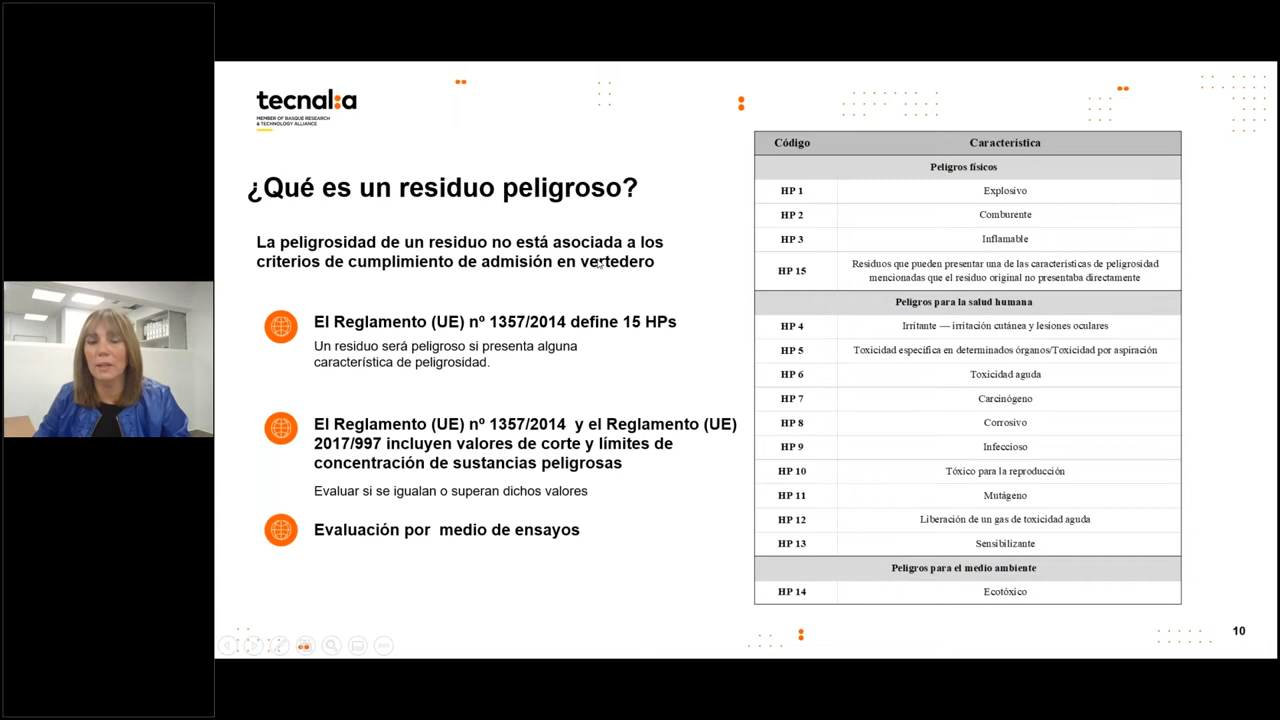 tecnal:a
MEMBER OF BASQUE RESEARCH
& TECHNOLOGY ALLIANCE
¿Qué es un residuo peligroso?
La peligrosidad de un residuo no está asociada a los
criterios de cumplimiento de admisión en vertedero
El Reglamento (UE) nº 1357/2014 define 15 HPs
Un residuo será peligroso si presenta alguna
característica de peligrosidad.
El Reglamento (UE) nº 1357/2014 y el Reglamento (UE)
2017/997 incluyen valores de corte y límites de
concentración de sustancias peligrosas
Evaluar si se igualan o superan dichos valores
Evaluación por medio de ensayos
Código Característica
Peligros físicos
HP 1 Explosivo
HP 2 Comburente
HP 3 Inflamable
HP 15 Residuos que pueden presentar una de las características de peligrosidad
mencionadas que el residuo original no presentaba directamente
Peligros para la salud humana
HP 4 Irritante — irritación cutánea y lesiones oculares
HP 5 Toxicidad específica en determinados órganos/Toxicidad por aspiración
HP 6 Toxicidad aguda
HP 7 Carcinógeno
HP 8 Corrosivo
HP 9 Infeccioso
HP 10 Tóxico para la reproducción
HP 11 Mutágeno
HP 12 Liberación de un gas de toxicidad aguda
HP 13 Sensibilizante
Peligros para el medio ambiente
HP 14 Ecotóxico
10